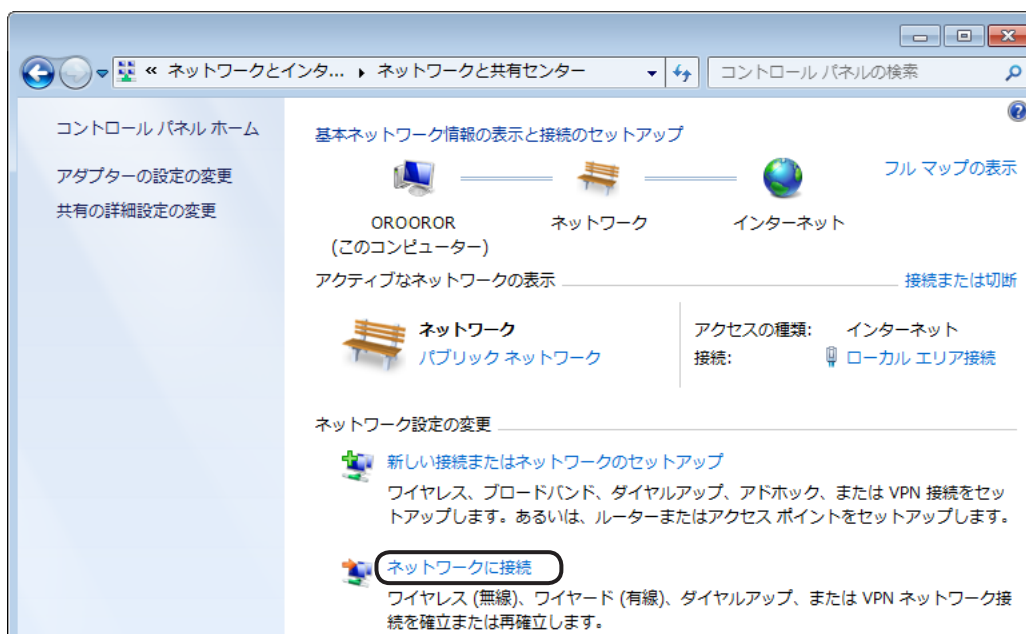 « ネットワークとインタ... ▸ ネットワークと共有センター
コントロール パネルの検索
コントロール パネル ホーム
アダプターの設定の変更
共有の詳細設定の変更
基本ネットワーク情報の表示と接続のセットアップ
フル マップの表示
OROOROR
(このコンピューター)
ネットワーク
インターネット
アクティブなネットワークの表示
接続または切断
ネットワーク
パブリック ネットワーク
アクセスの種類: インターネット
接続: ローカル エリア接続
ネットワーク設定の変更
新しい接続またはネットワークのセットアップ
ワイヤレス、ブロードバンド、ダイヤルアップ、アドホック、または VPN 接続をセッ
トアップします。あるいは、ルーターまたはアクセス ポイントをセットアップします。
ネットワークに接続
ワイヤレス (無線)、ワイヤード (有線)、ダイヤルアップ、または VPN ネットワーク接
続を確立または再確立します。